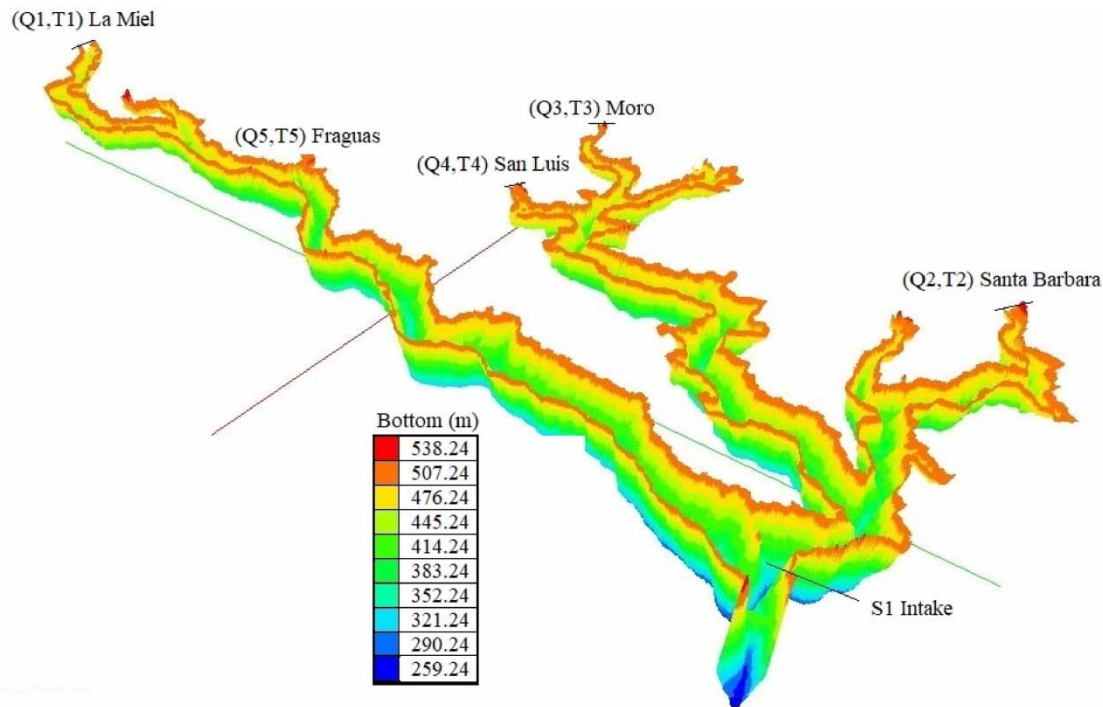 (Q1,T1) La Miel
(Q3,T3) Moro
(Q5,T5) Fraguas
(Q4,T4) San Luis
(Q2,T2) Santa Barbara
Bottom (m)
538.24
507.24
476.24
445.24
414.24
383.24
352.24
321.24
290.24
259.24
S1 Intake